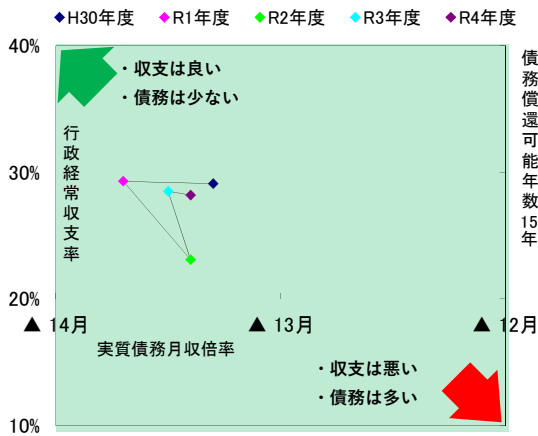 ◆H30年度 ◆R1年度 ◆R2年度 ◆R3年度 ◆R4年度
40%
・収支は良い
・債務は少ない
行政経常収支率
債務償還可能年数15年
30%
20%
▲ 14月 ▲ 13月 ▲ 12月
実質債務月収倍率
・収支は悪い
・債務は多い
10%